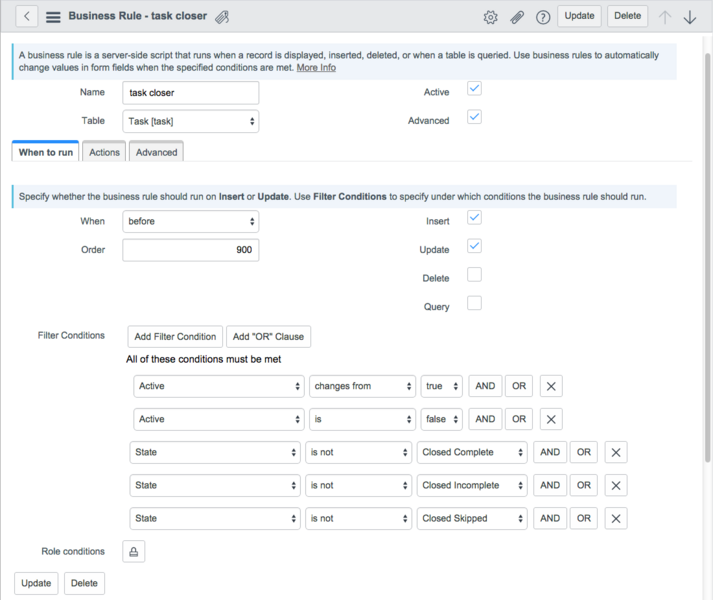 Business Rule - task closer
Update
Delete
A business rule is a server-side script that runs when a record is displayed, inserted, deleted, or when a table is queried. Use business rules to automatically
change values in form fields when the specified conditions are met. More Info
Name
task closer
Active
Table
Task [task]
Advanced
When to run
Actions
Advanced
Specify whether the business rule should run on Insert or Update. Use Filter Conditions to specify under which conditions the business rule should run.
When
before
Insert
Order
900
Update
Delete
Query
Filter Conditions
Add Filter Condition
Add "OR" Clause
All of these conditions must be met
Active changes from true AND OR
Active is false AND OR
State is not Closed Complete AND OR
State is not Closed Incomplete AND OR
State is not Closed Skipped AND OR
Role conditions
Update
Delete